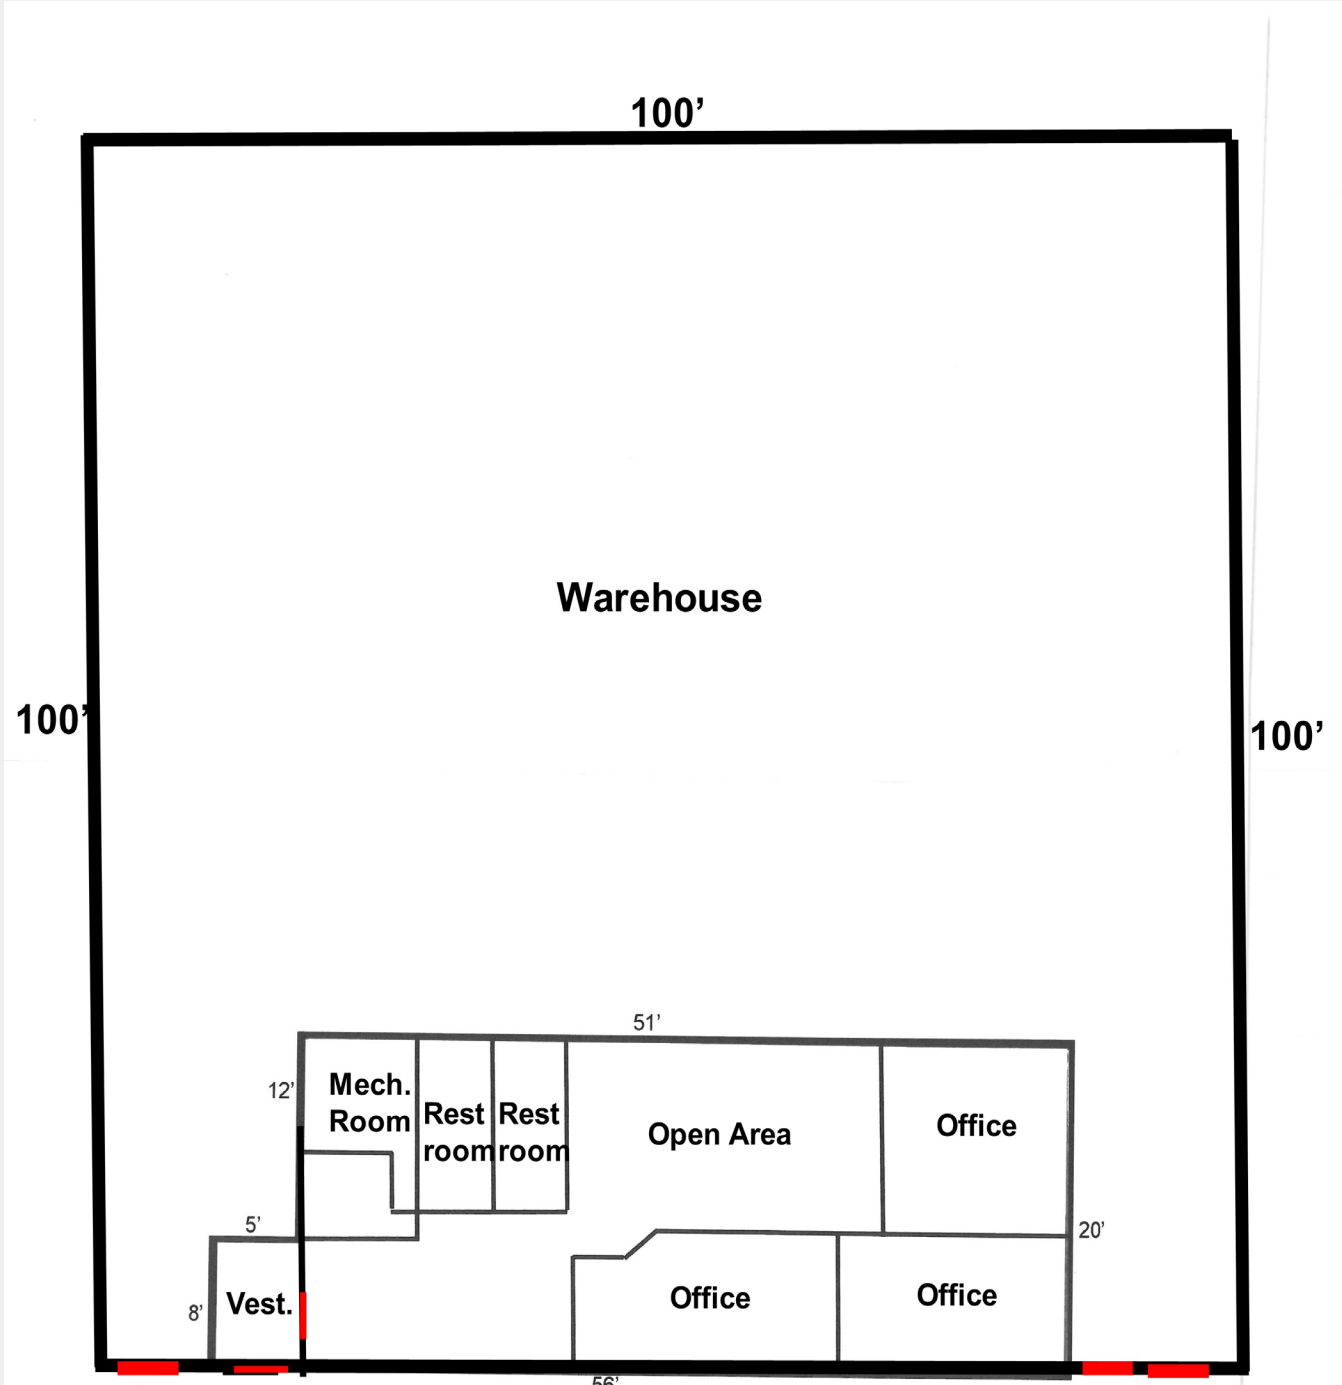 100’
Warehouse
100’
100’
51’
12’
Mech.
Room
Rest
room
Rest
room
Open Area
Office
5’
20’
8’
Vest.
Office
Office
56’